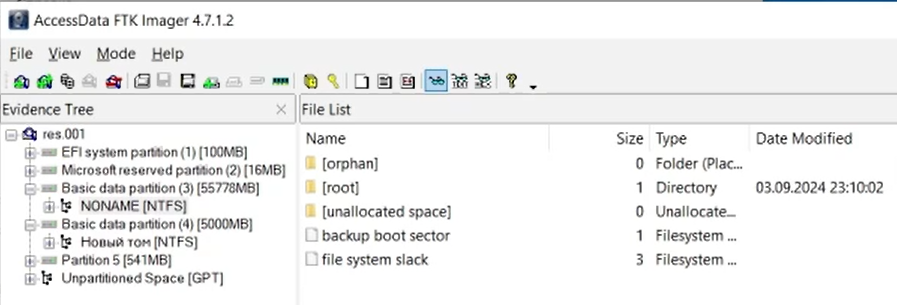 AccessData FTK Imager 4.7.1.2
File View Mode Help
Evidence Tree
res.001
EFI system partition (1) [100MB]
Microsoft reserved partition (2) [16MB]
Basic data partition (3) [55778MB]
NONAME [NTFS]
Basic data partition (4) [5000MB]
Новый том [NTFS]
Partition 5 [541MB]
Unpartitioned Space [GPT]
File List
Name Size Type Date Modified
[orphan] 0 Folder (Plac...
[root] 1 Directory 03.09.2024 23:10:02
[unallocated space] 0 Unallocate...
backup boot sector 1 Filesystem ...
file system slack 3 Filesystem ...